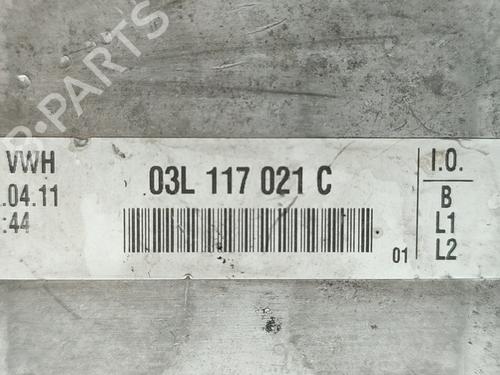 B-PARTS
VWH
.04.11
:44
03L 117 021 C
01
I.O.
B
L1
L2